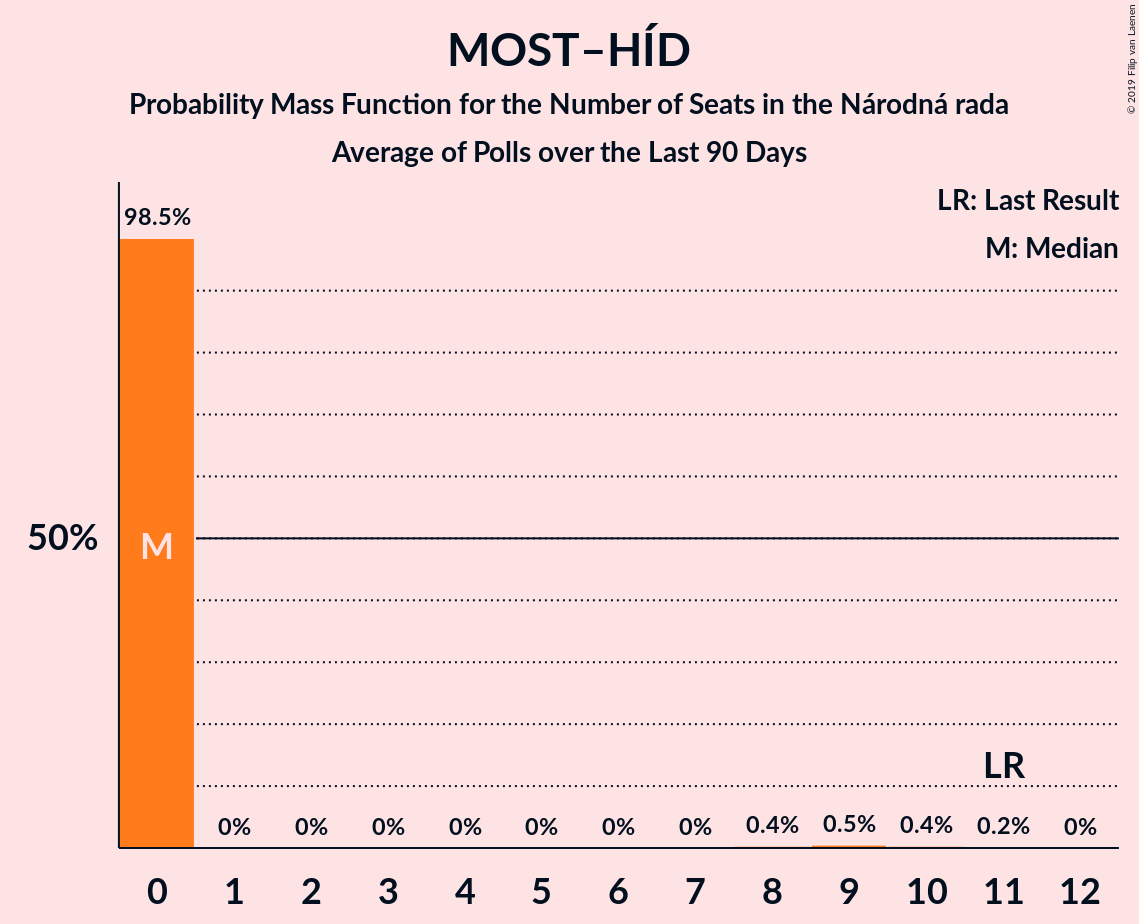 MOST–HÍD
Probability Mass Function for the Number of Seats in the Národná rada
Average of Polls over the Last 90 Days
© 2019 Filip van Laenen
LR: Last Result
M: Median
98.5%
50%
M
LR
0% 0% 0% 0% 0% 0% 0% 0.4% 0.5% 0.4% 0.2% 0%
0 1 2 3 4 5 6 7 8 9 10 11 12